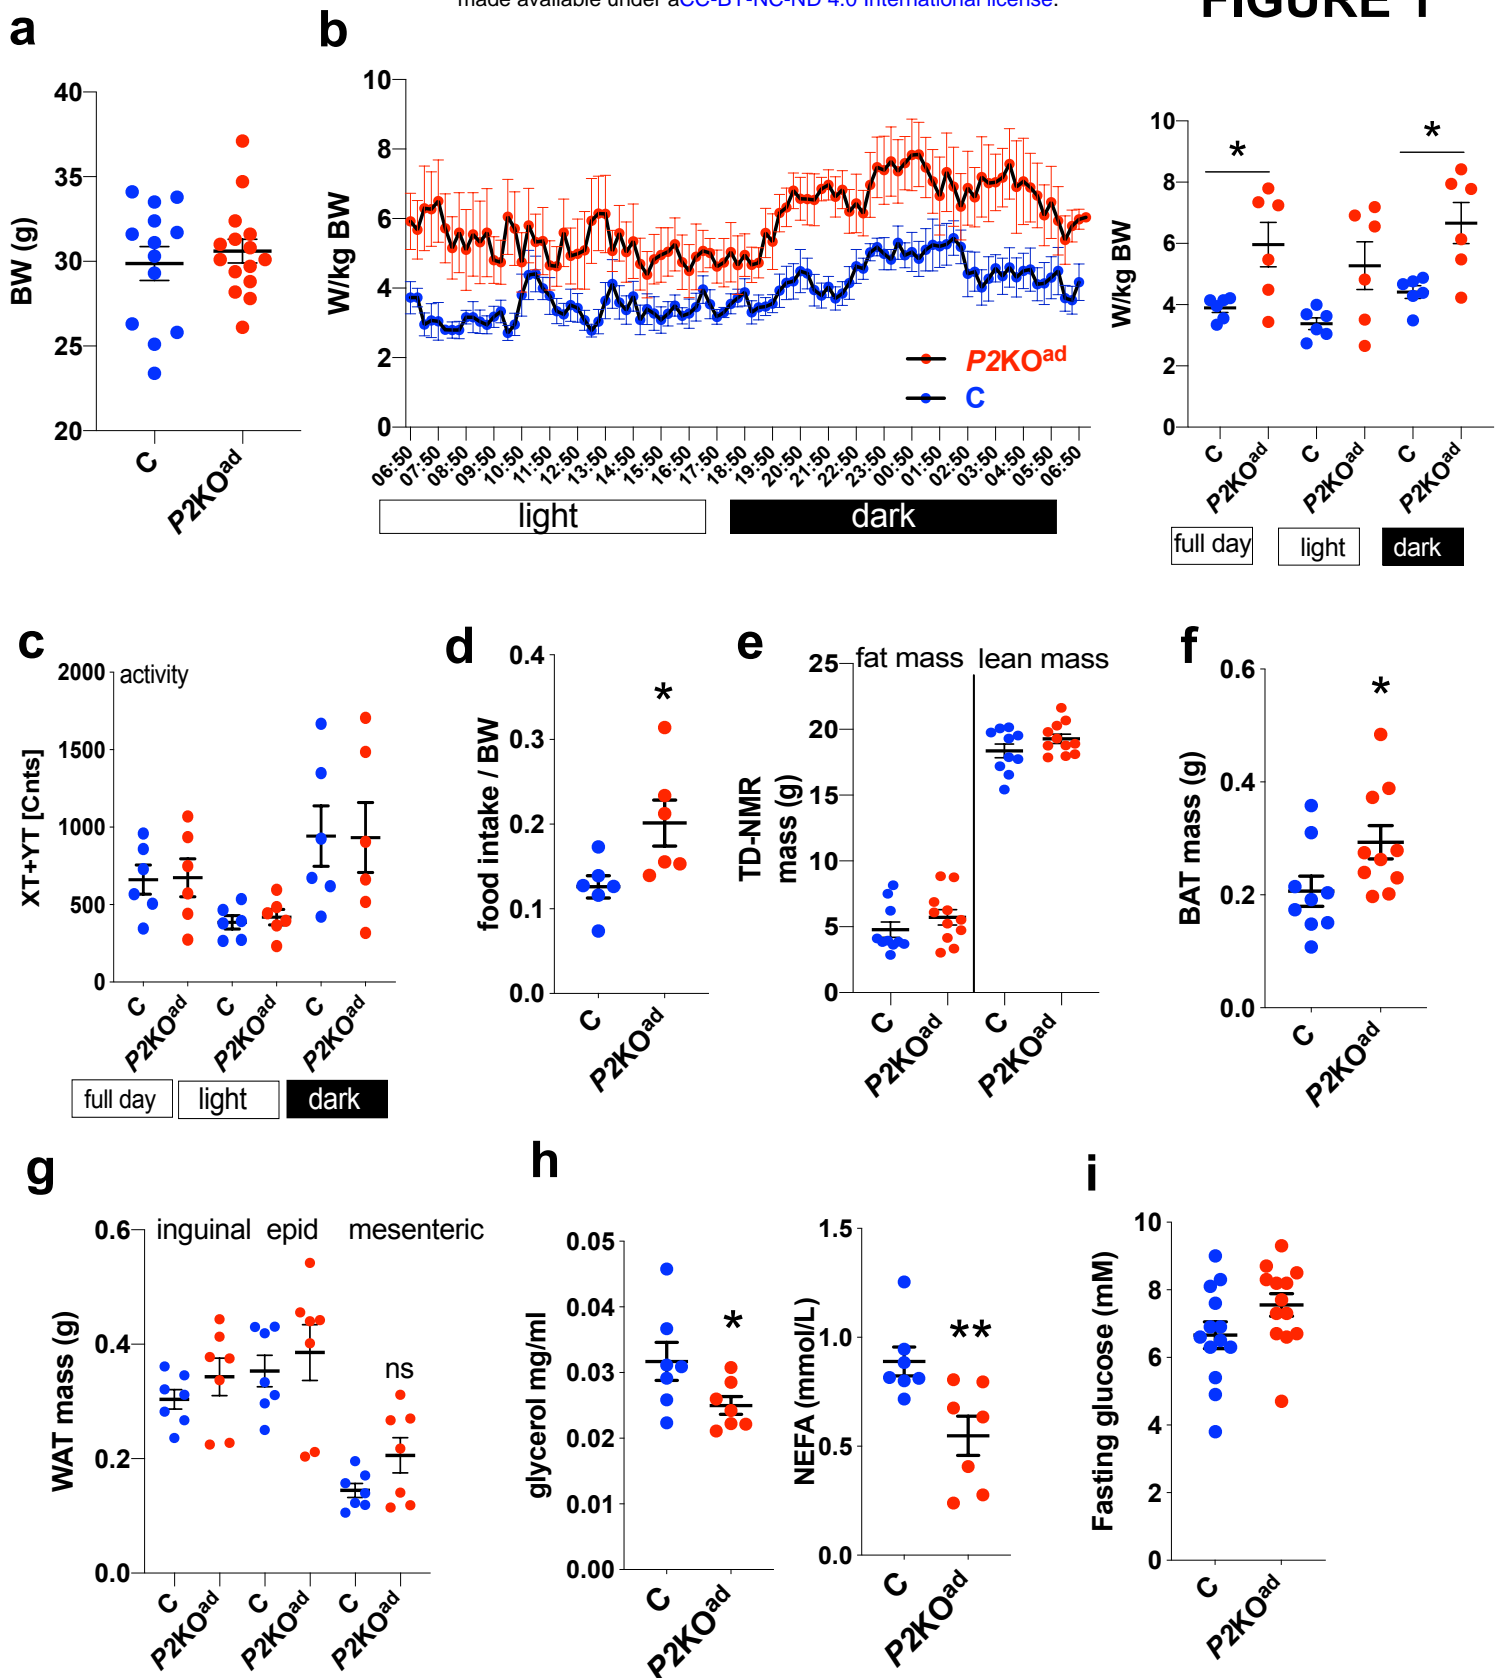 made available under aCC-BY-NC-ND 4.0 International license.
FIGURE 1
a
BW (g)
40
35
30
25
20
C
P2KOad
b
W/kg BW
10
8
6
4
2
0
P2KOad
C
06:50
07:50
08:50
09:50
10:50
11:50
12:50
13:50
14:50
15:50
16:50
17:50
18:50
19:50
20:50
21:50
22:50
23:50
00:50
01:50
02:50
03:50
04:50
05:50
06:50
light
dark
W/kg BW
10
8
6
4
2
0
*
*
C
P2KOad
C
P2KOad
C
P2KOad
full day
light
dark
c
activity
XT+YT [Cnts]
2000
1500
1000
500
0
C
P2KOad
C
P2KOad
C
P2KOad
full day
light
dark
d
food intake / BW
0.4
0.3
0.2
0.1
0.0
*
C
P2KOad
e
fat mass
lean mass
TD-NMR
mass (g)
25
20
15
10
5
0
C
P2KOad
C
P2KOad
f
BAT mass (g)
0.6
0.4
0.2
0.0
*
C
P2KOad
g
inguinal epid mesenteric
WAT mass (g)
0.6
0.4
0.2
0.0
ns
C
P2KOad
C
P2KOad
C
P2KOad
h
glycerol mg/ml
0.05
0.04
0.03
0.02
0.01
0.00
*
C
P2KOad
NEFA (mmol/L)
1.5
1.0
0.5
0.0
**
C
P2KOad
i
Fasting glucose (mM)
10
8
6
4
2
0
C
P2KOad